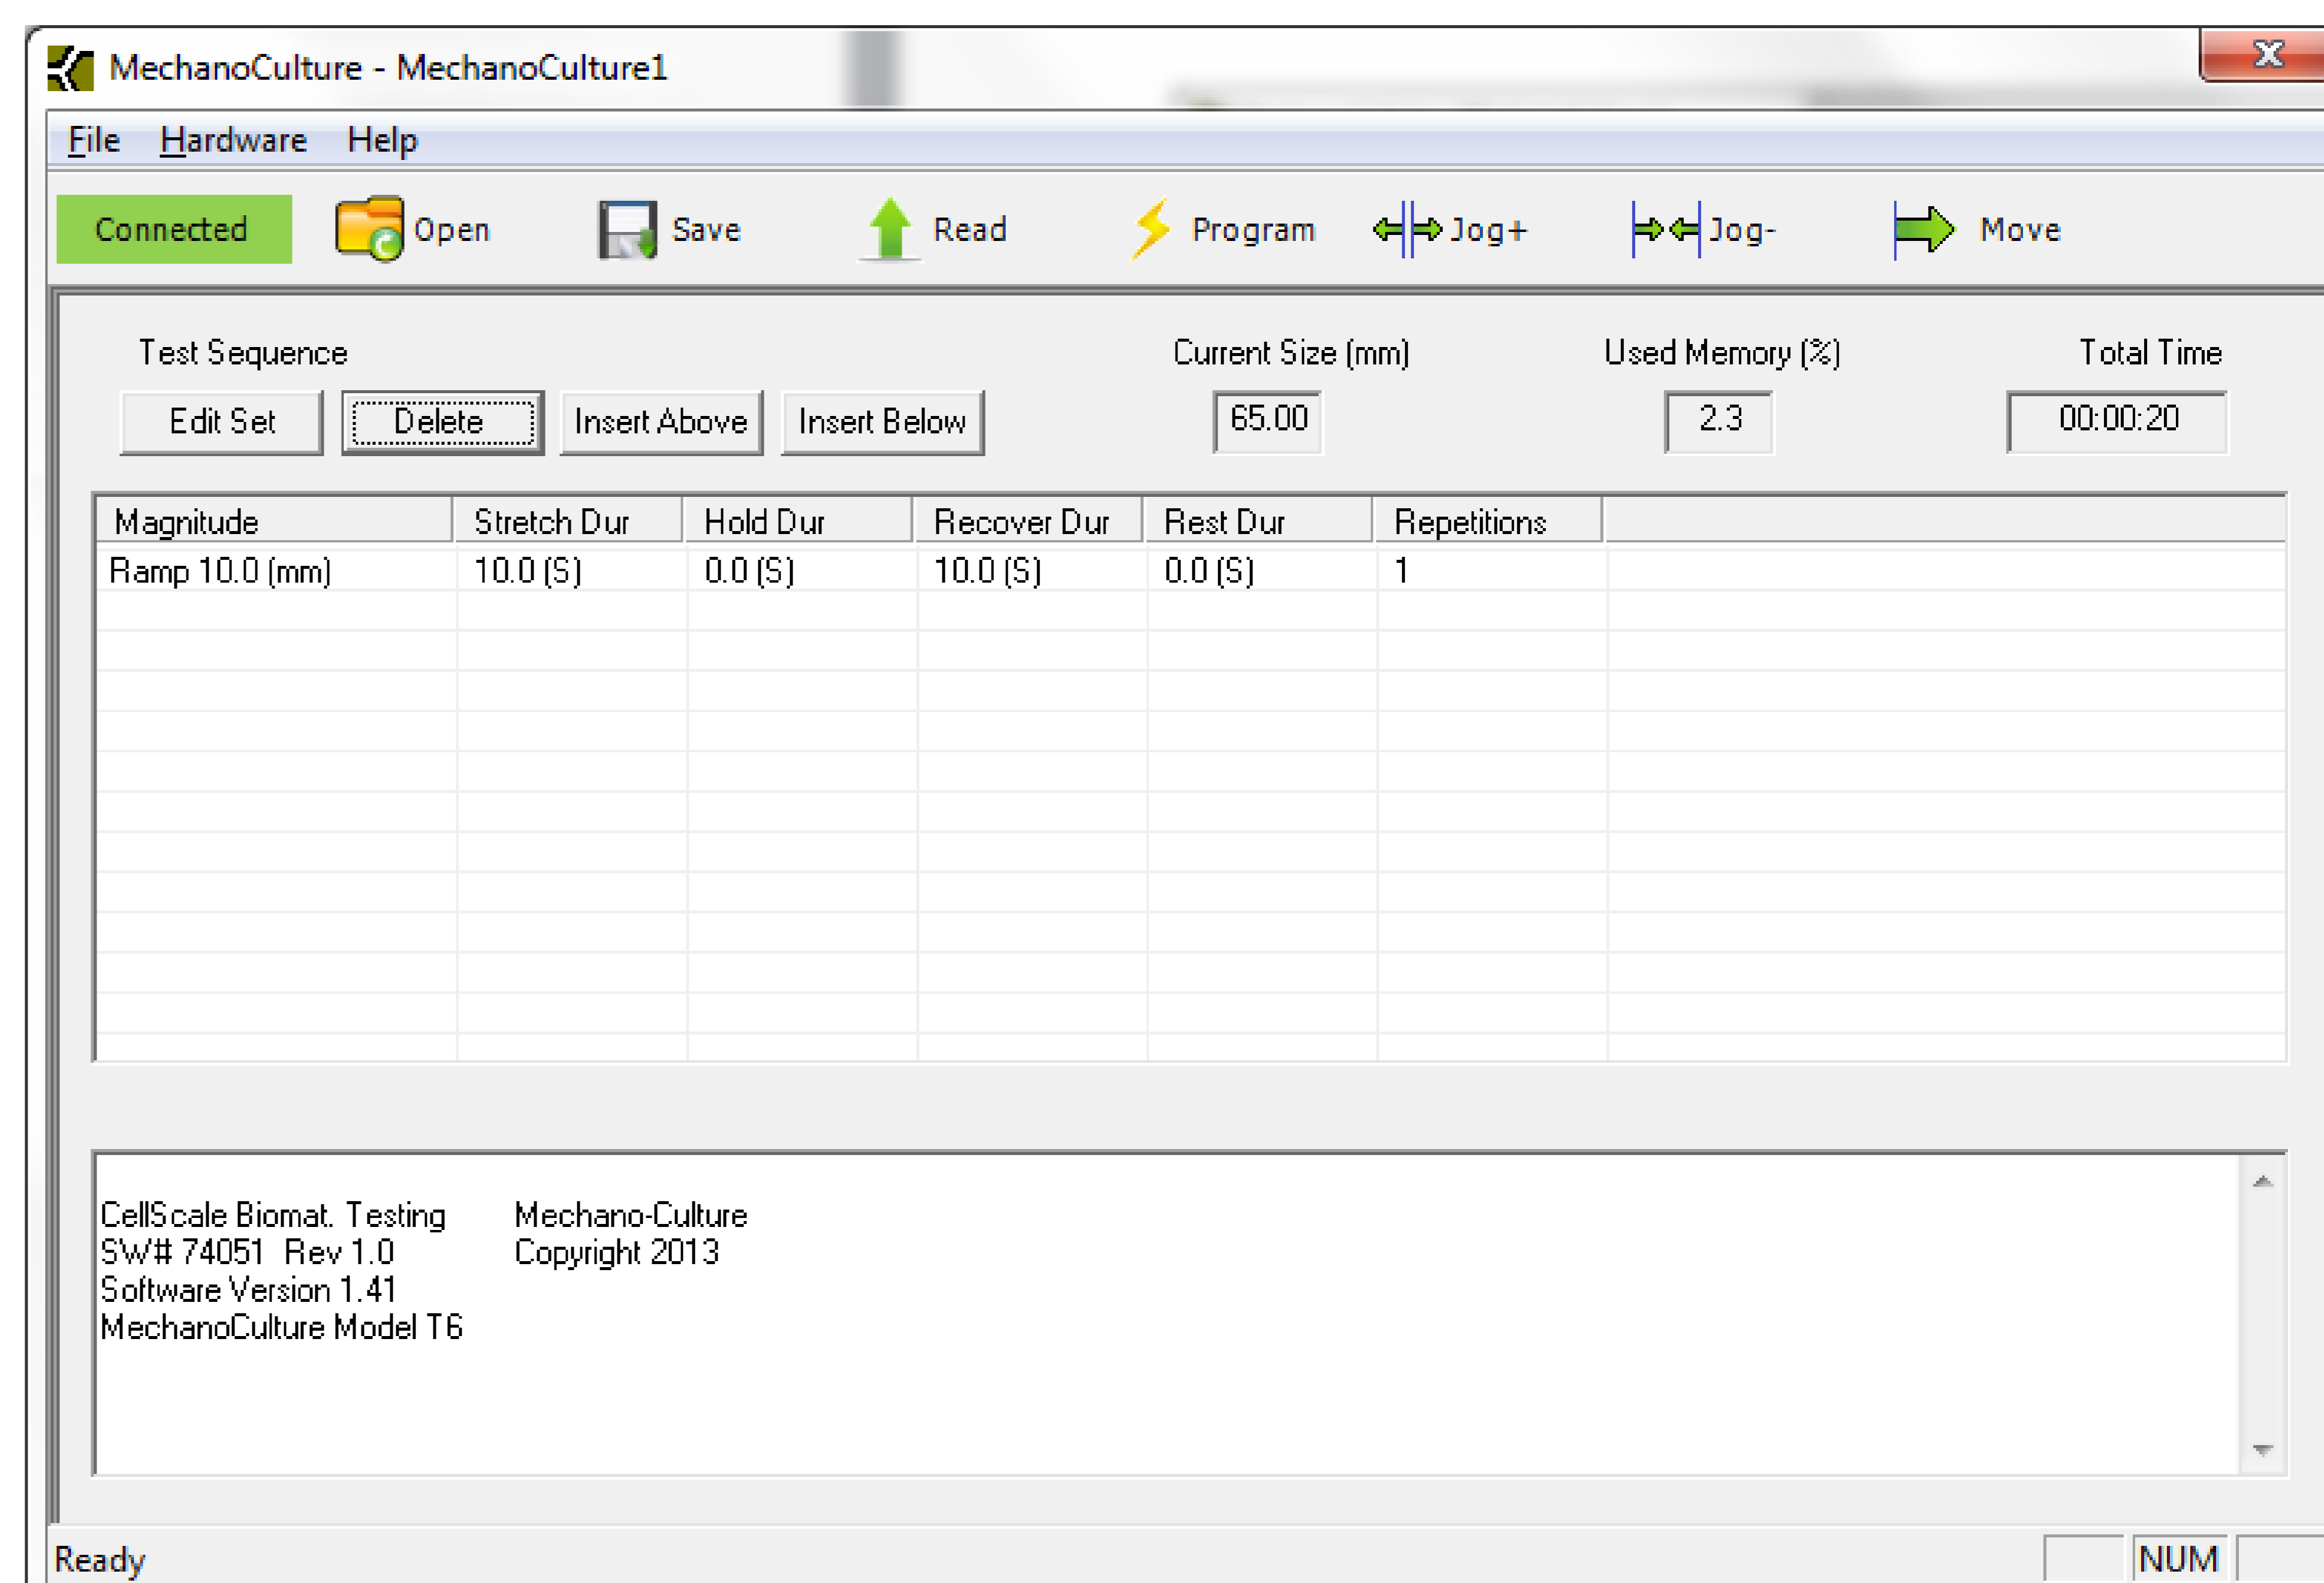 MechanoCulture - MechanoCulture1
File Hardware Help
Connected Open Save Read Program Jog+ Jog- Move
Test Sequence Current Size (mm) Used Memory (%) Total Time
Edit Set Delete Insert Above Insert Below 65.00 2.3 00:00:20
Magnitude Stretch Dur Hold Dur Recover Dur Rest Dur Repetitions
Ramp 10.0 (mm) 10.0 (S) 0.0 (S) 10.0 (S) 0.0 (S) 1
CellScale Biomat. Testing Mechano-Culture
SW# 74051 Rev 1.0 Copyright 2013
Software Version 1.41
MechanoCulture Model T6
Ready NUM